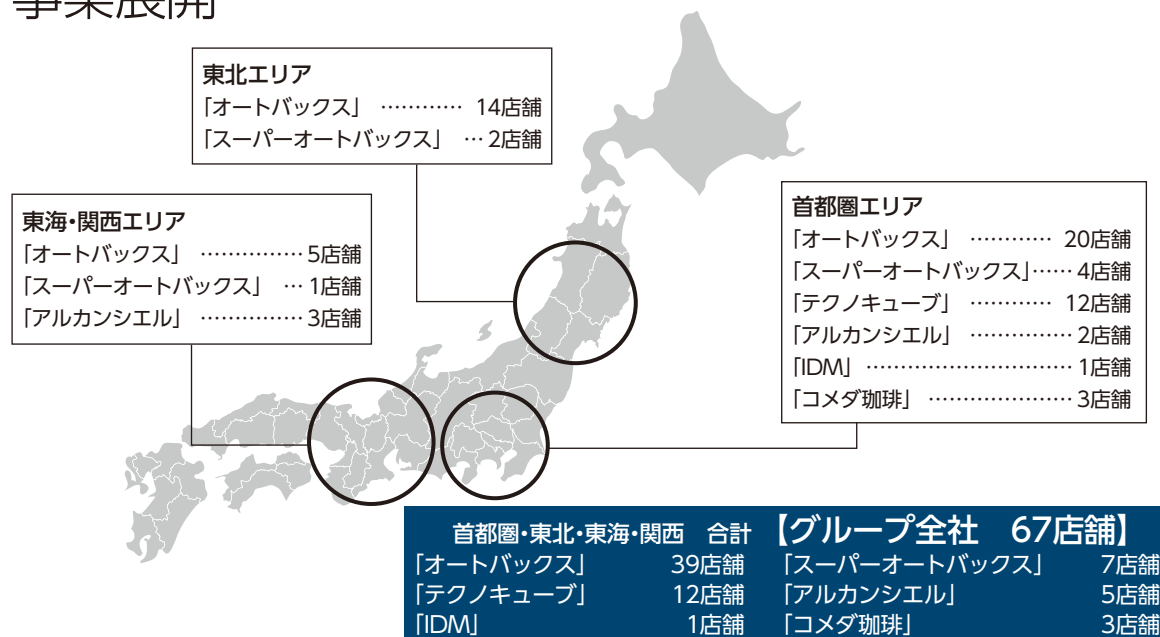 事業展開
東北エリア
「オートバックス」 ………… 14店舗
「スーパーオートバックス」 … 2店舗
東海・関西エリア
「オートバックス」 …………… 5店舗
「スーパーオートバックス」 … 1店舗
「アルカンシエル」 …………… 3店舗
首都圏エリア
「オートバックス」 ………… 20店舗
「スーパーオートバックス」…… 4店舗
「テクノキューブ」 ………… 12店舗
「アルカンシエル」 …………… 2店舗
「IDM」 ………………………… 1店舗
「コメダ珈琲」 ………………… 3店舗
首都圏・東北・東海・関西 合計 【グループ全社 67店舗】
「オートバックス」 39店舗 「スーパーオートバックス」 7店舗
「テクノキューブ」 12店舗 「アルカンシエル」 5店舗
「IDM」 1店舗 「コメダ珈琲」 3店舗